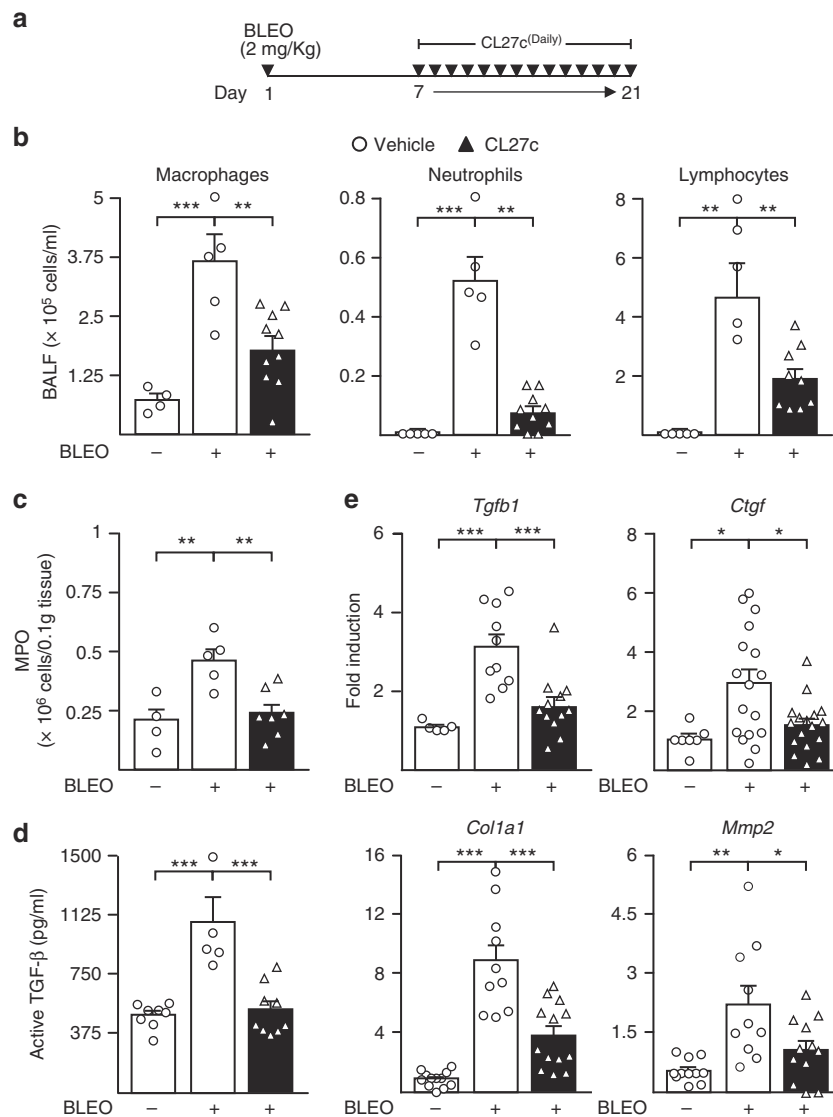 a
BLEO
(2 mg/Kg)
CL27c(Daily)
Day 1 7 21
b
Vehicle CL27c
Macrophages Neutrophils Lymphocytes
BALF (× 10⁵ cells/ml)
5 3.75 2.5 1.25
*** **
0.8 0.6 0.4 0.2
*** **
8 6 4 2
** **
BLEO – + + – + + – + +
c
MPO
(× 10⁶ cells/0.1g tissue)
1 0.75 0.5 0.25
** **
BLEO – + +
e
Tgfb1 Ctgf
Fold induction
6 4 2
*** ***
8 6 4 2
* *
BLEO – + + – + +
d
Active TGF-β (pg/ml)
1500 1125 750 375
*** ***
BLEO – + +
Col1a1 Mmp2
16 12 8 4
*** ***
6 4.5 3 1.5
** *
BLEO – + + – + +